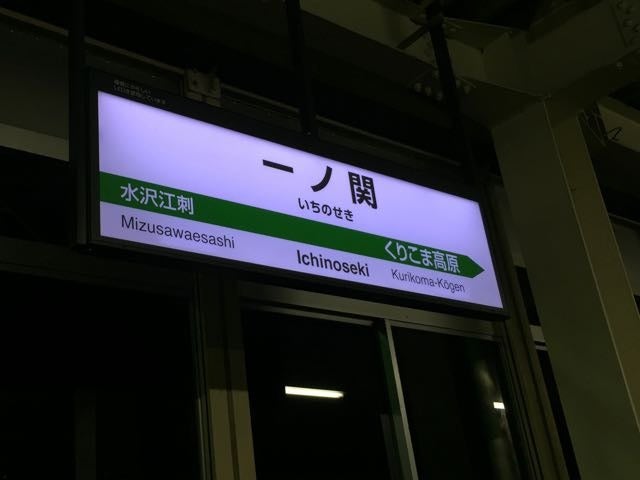 一ノ関
いちのせき
水沢江刺
くりこま高原
Mizusawaesashi
Ichinoseki
Kurikoma-Kōgen